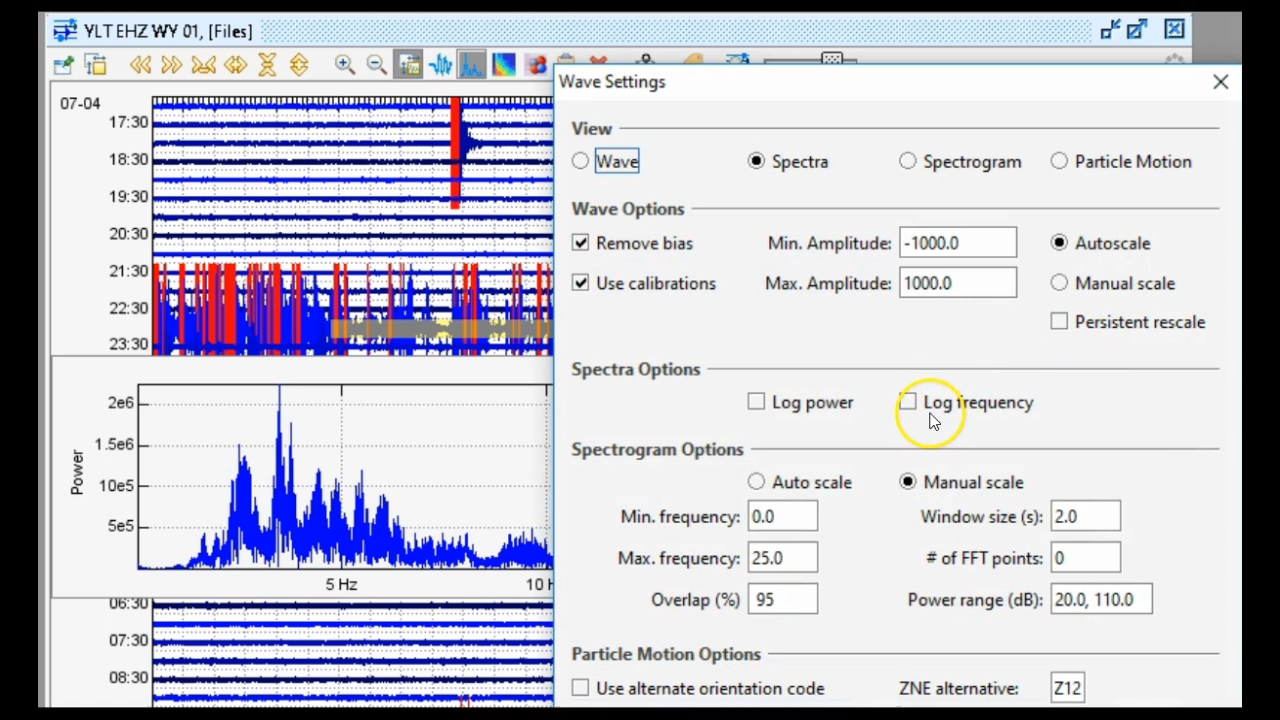 YLT EHZ WY 01, [Files]
Wave Settings
07-04
17:30
18:30
19:30
20:30
21:30
22:30
23:30
View
Wave Spectra Spectrogram Particle Motion
Wave Options
Remove bias Min. Amplitude: -1000.0 Autoscale
Use calibrations Max. Amplitude: 1000.0 Manual scale
Persistent rescale
Spectra Options
Log power Log frequency
Spectrogram Options
Auto scale Manual scale
Min. frequency: 0.0 Window size (s): 2.0
Max. frequency: 25.0 # of FFT points: 0
Overlap (%) 95 Power range (dB): 20.0, 110.0
Particle Motion Options
Use alternate orientation code ZNE alternative: Z12
Power
2e6
1.5e6
10e5
5e5
5 Hz 10 H
06:30
07:30
08:30